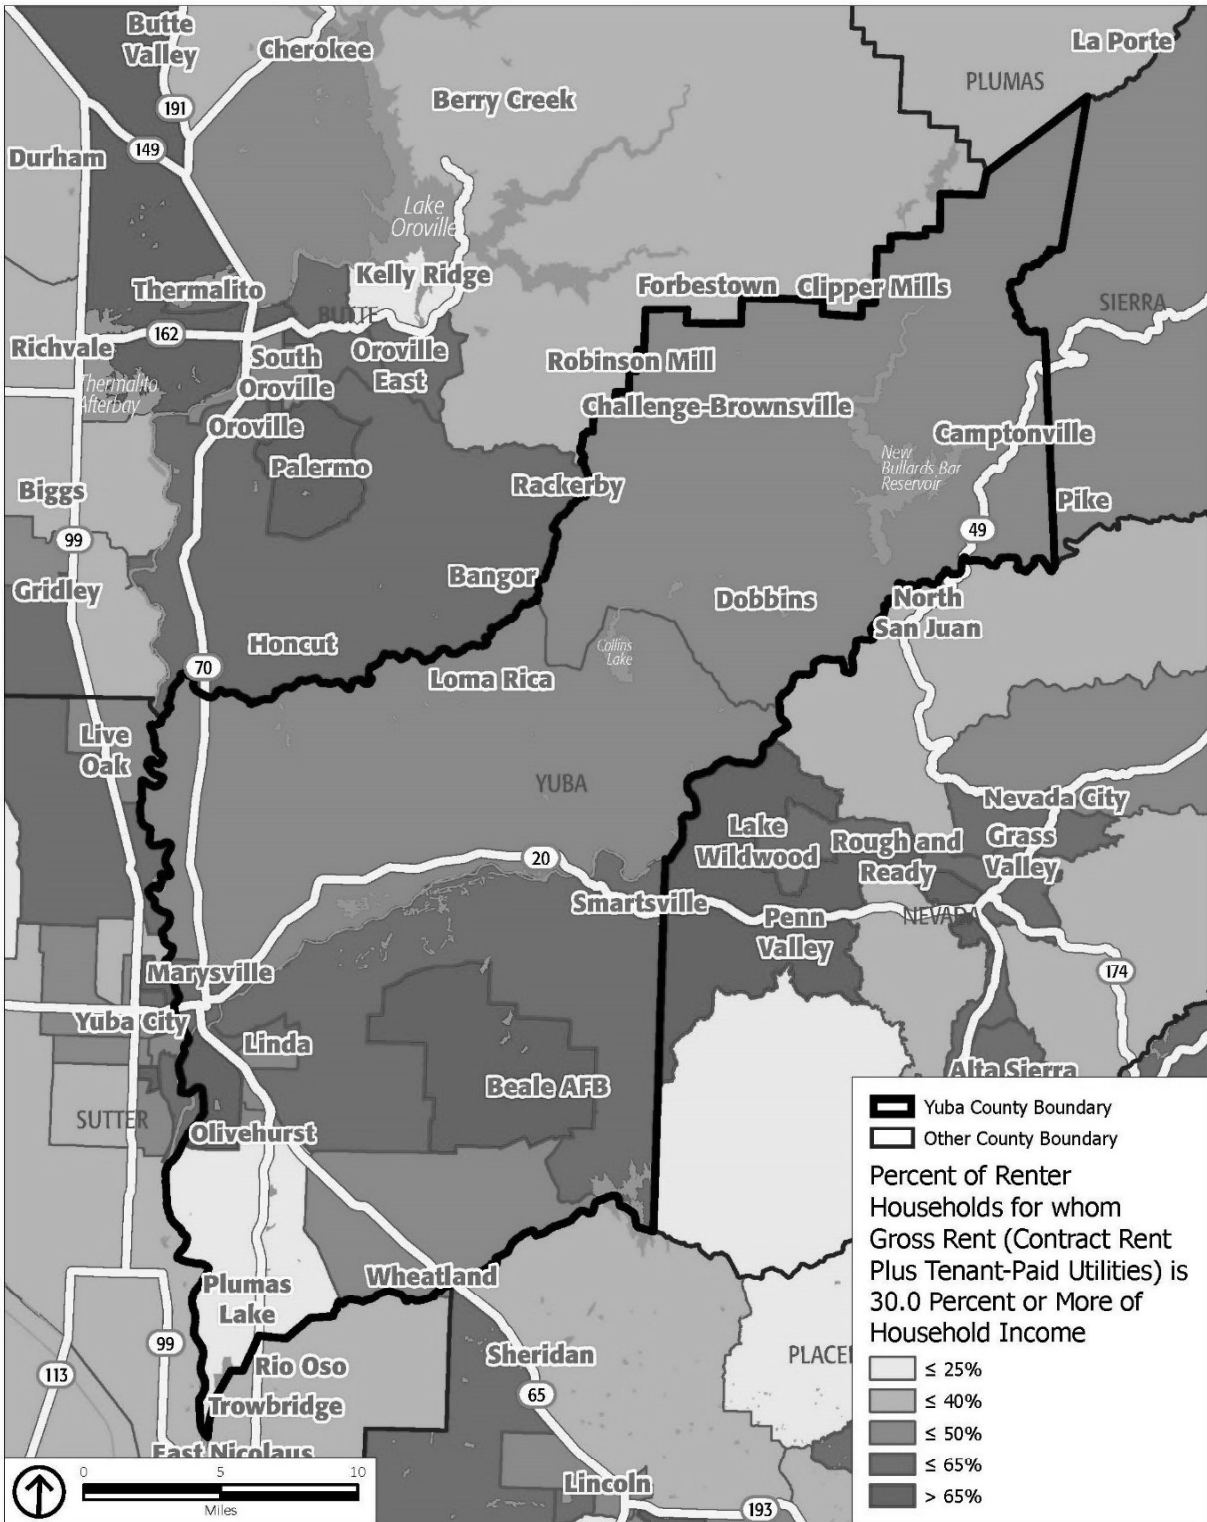 Butte
Valley
Cherokee
La Porte
PLUMAS
Berry Creek
191
149
Durham
Lake
Oroville
Kelly Ridge
Thermalito
Forbestown
Clipper Mills
SIERRA
BUTTE
162
Richvale
South
Oroville
Oroville
East
Robinson Mill
Thermalito
Afterbay
Challenge-Brownsville
Oroville
Camptonville
New
Bullards Bar
Reservoir
Palermo
Rackerby
Biggs
Pike
99
49
Gridley
Bangor
Dobbins
North
San Juan
Honcut
Collins
Lake
70
Loma Rica
Live
Oak
YUBA
Nevada City
Lake
Wildwood
Rough and
Ready
Grass
Valley
20
Smartsville
Penn
Valley
NEVADA
174
Marysville
Yuba City
Linda
Beale AFB
Alta Sierra
SUTTER
Olivehurst
Wheatland
Plumas
Lake
99
113
Rio Oso
Trowbridge
East Nicolaus
Sheridan
65
PLACER
Lincoln
193
0 5 10
Miles
Yuba County Boundary
Other County Boundary
Percent of Renter
Households for whom
Gross Rent (Contract Rent
Plus Tenant-Paid Utilities) is
30.0 Percent or More of
Household Income
≤ 25%
≤ 40%
≤ 50%
≤ 65%
> 65%